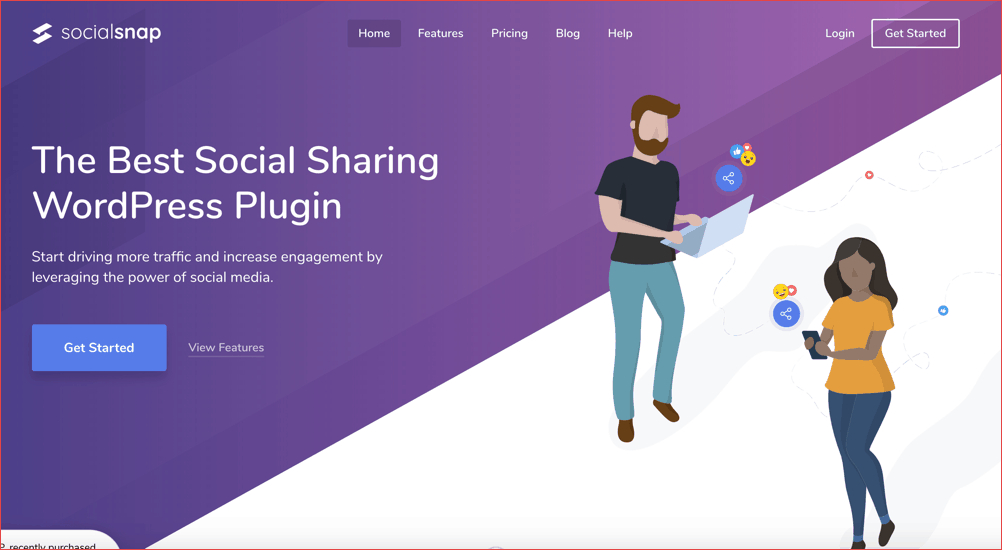 socialsnap
Home Features Pricing Blog Help
Login Get Started
The Best Social Sharing
WordPress Plugin
Start driving more traffic and increase engagement by
leveraging the power of social media.
Get Started View Features
recently purchased